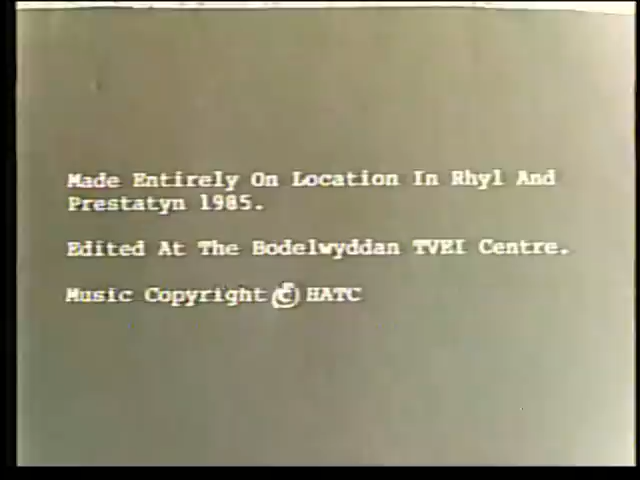 Made Entirely On Location In Rhyl And
Prestatyn 1985.
Edited At The Bodelwyddan TVEI Centre.
Music Copyright © HATC